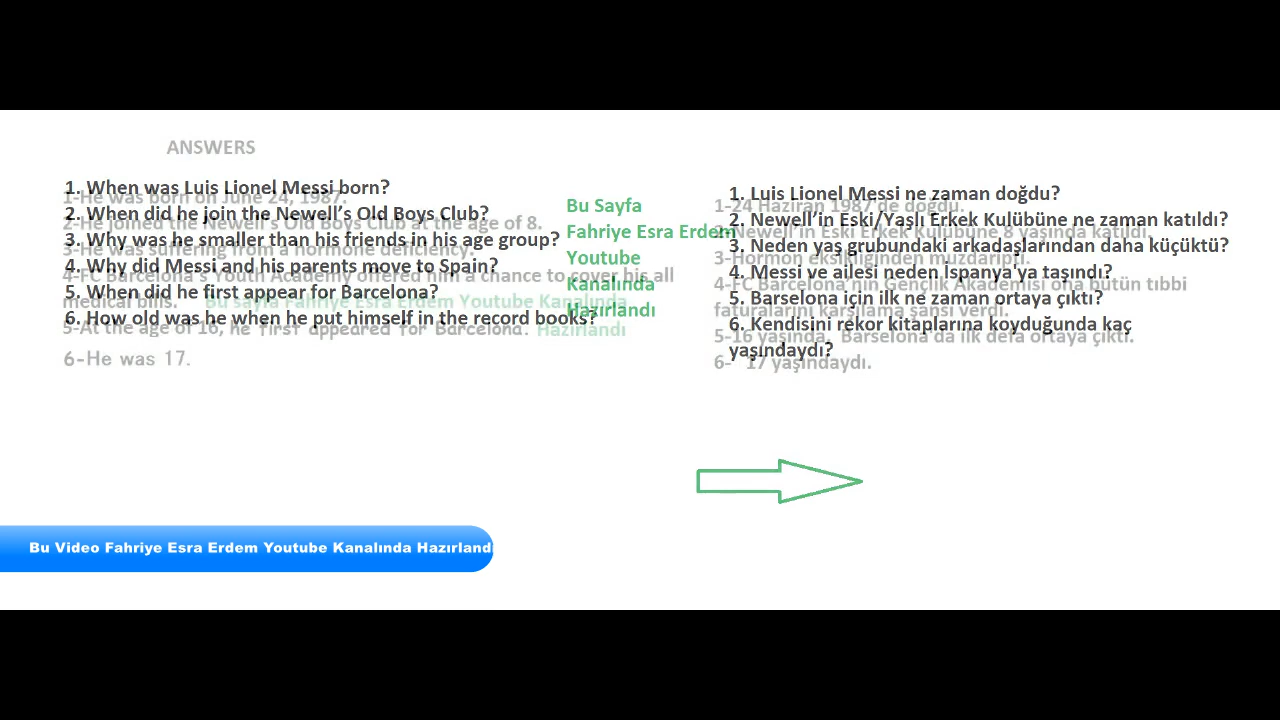 ANSWERS
1. When was Luis Lionel Messi born?
2. When did he join the Newell's Old Boys Club?
3. Why was he smaller than his friends in his age group?
4. Why did Messi and his parents move to Spain?
5. When did he first appear for Barcelona?
6. How old was he when he put himself in the record books?
1-He was born on June 24, 1987.
2-He joined the Newell's Old Boys Club at the age of 8.
3-He was suffering from a hormone deficiency.
4-FC Barcelona's Youth Academy offered him a chance to cover his all
medical bills. Bu sayfa Fahriye Esra Erdem Youtube Kanalında
5-At the age of 16, he first appeared for Barcelona. Hazırlandı
6-He was 17.
Bu Sayfa
Fahriye Esra Erdem
Youtube
Kanalında
Hazırlandı
1. Luis Lionel Messi ne zaman doğdu?
2. Newell'in Eski/Yaşlı Erkek Kulübüne ne zaman katıldı?
3. Neden yaş grubundaki arkadaşlarından daha küçüktü?
4. Messi ve ailesi neden İspanya'ya taşındı?
5. Barselona için ilk ne zaman ortaya çıktı?
6. Kendisini rekor kitaplarına koyduğunda kaç
yaşındaydı?
1-24 Haziran 1987'de doğdu.
2-Newell'in Eski Erkek Kulübüne 8 yaşında katıldı.
3-Hormon eksikliğinden muzdaripti.
4-FC Barcelona'nın Gençlik Akademisi ona bütün tıbbi
faturalarını karşılama şansı verdi.
5-16 yaşında, Barselona'da ilk defa ortaya çıktı.
6- 17 yaşındaydı.
Bu Video Fahriye Esra Erdem Youtube Kanalında Hazırland